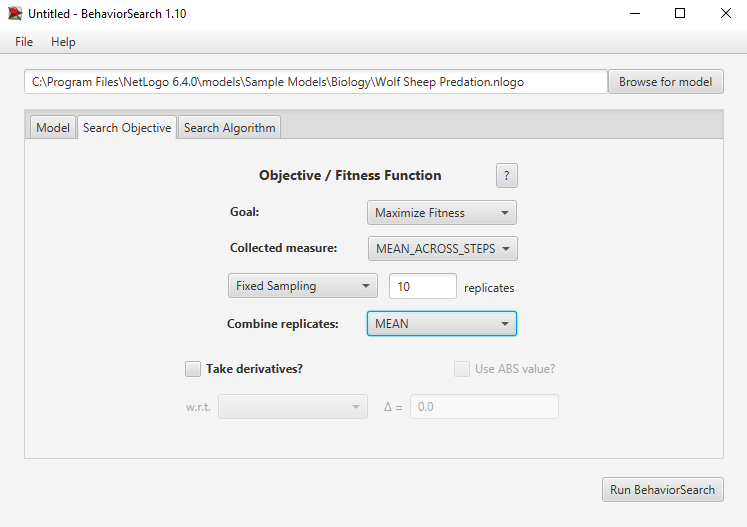 Untitled - BehaviorSearch 1.10
File Help
C:\Program Files\NetLogo 6.4.0\models\Sample Models\Biology\Wolf Sheep Predation.nlogo Browse for model
Model Search Objective Search Algorithm
Objective / Fitness Function ?
Goal: Maximize Fitness
Collected measure: MEAN_ACROSS_STEPS
Fixed Sampling 10 replicates
Combine replicates: MEAN
Take derivatives? Use ABS value?
w.r.t. Δ = 0.0
Run BehaviorSearch